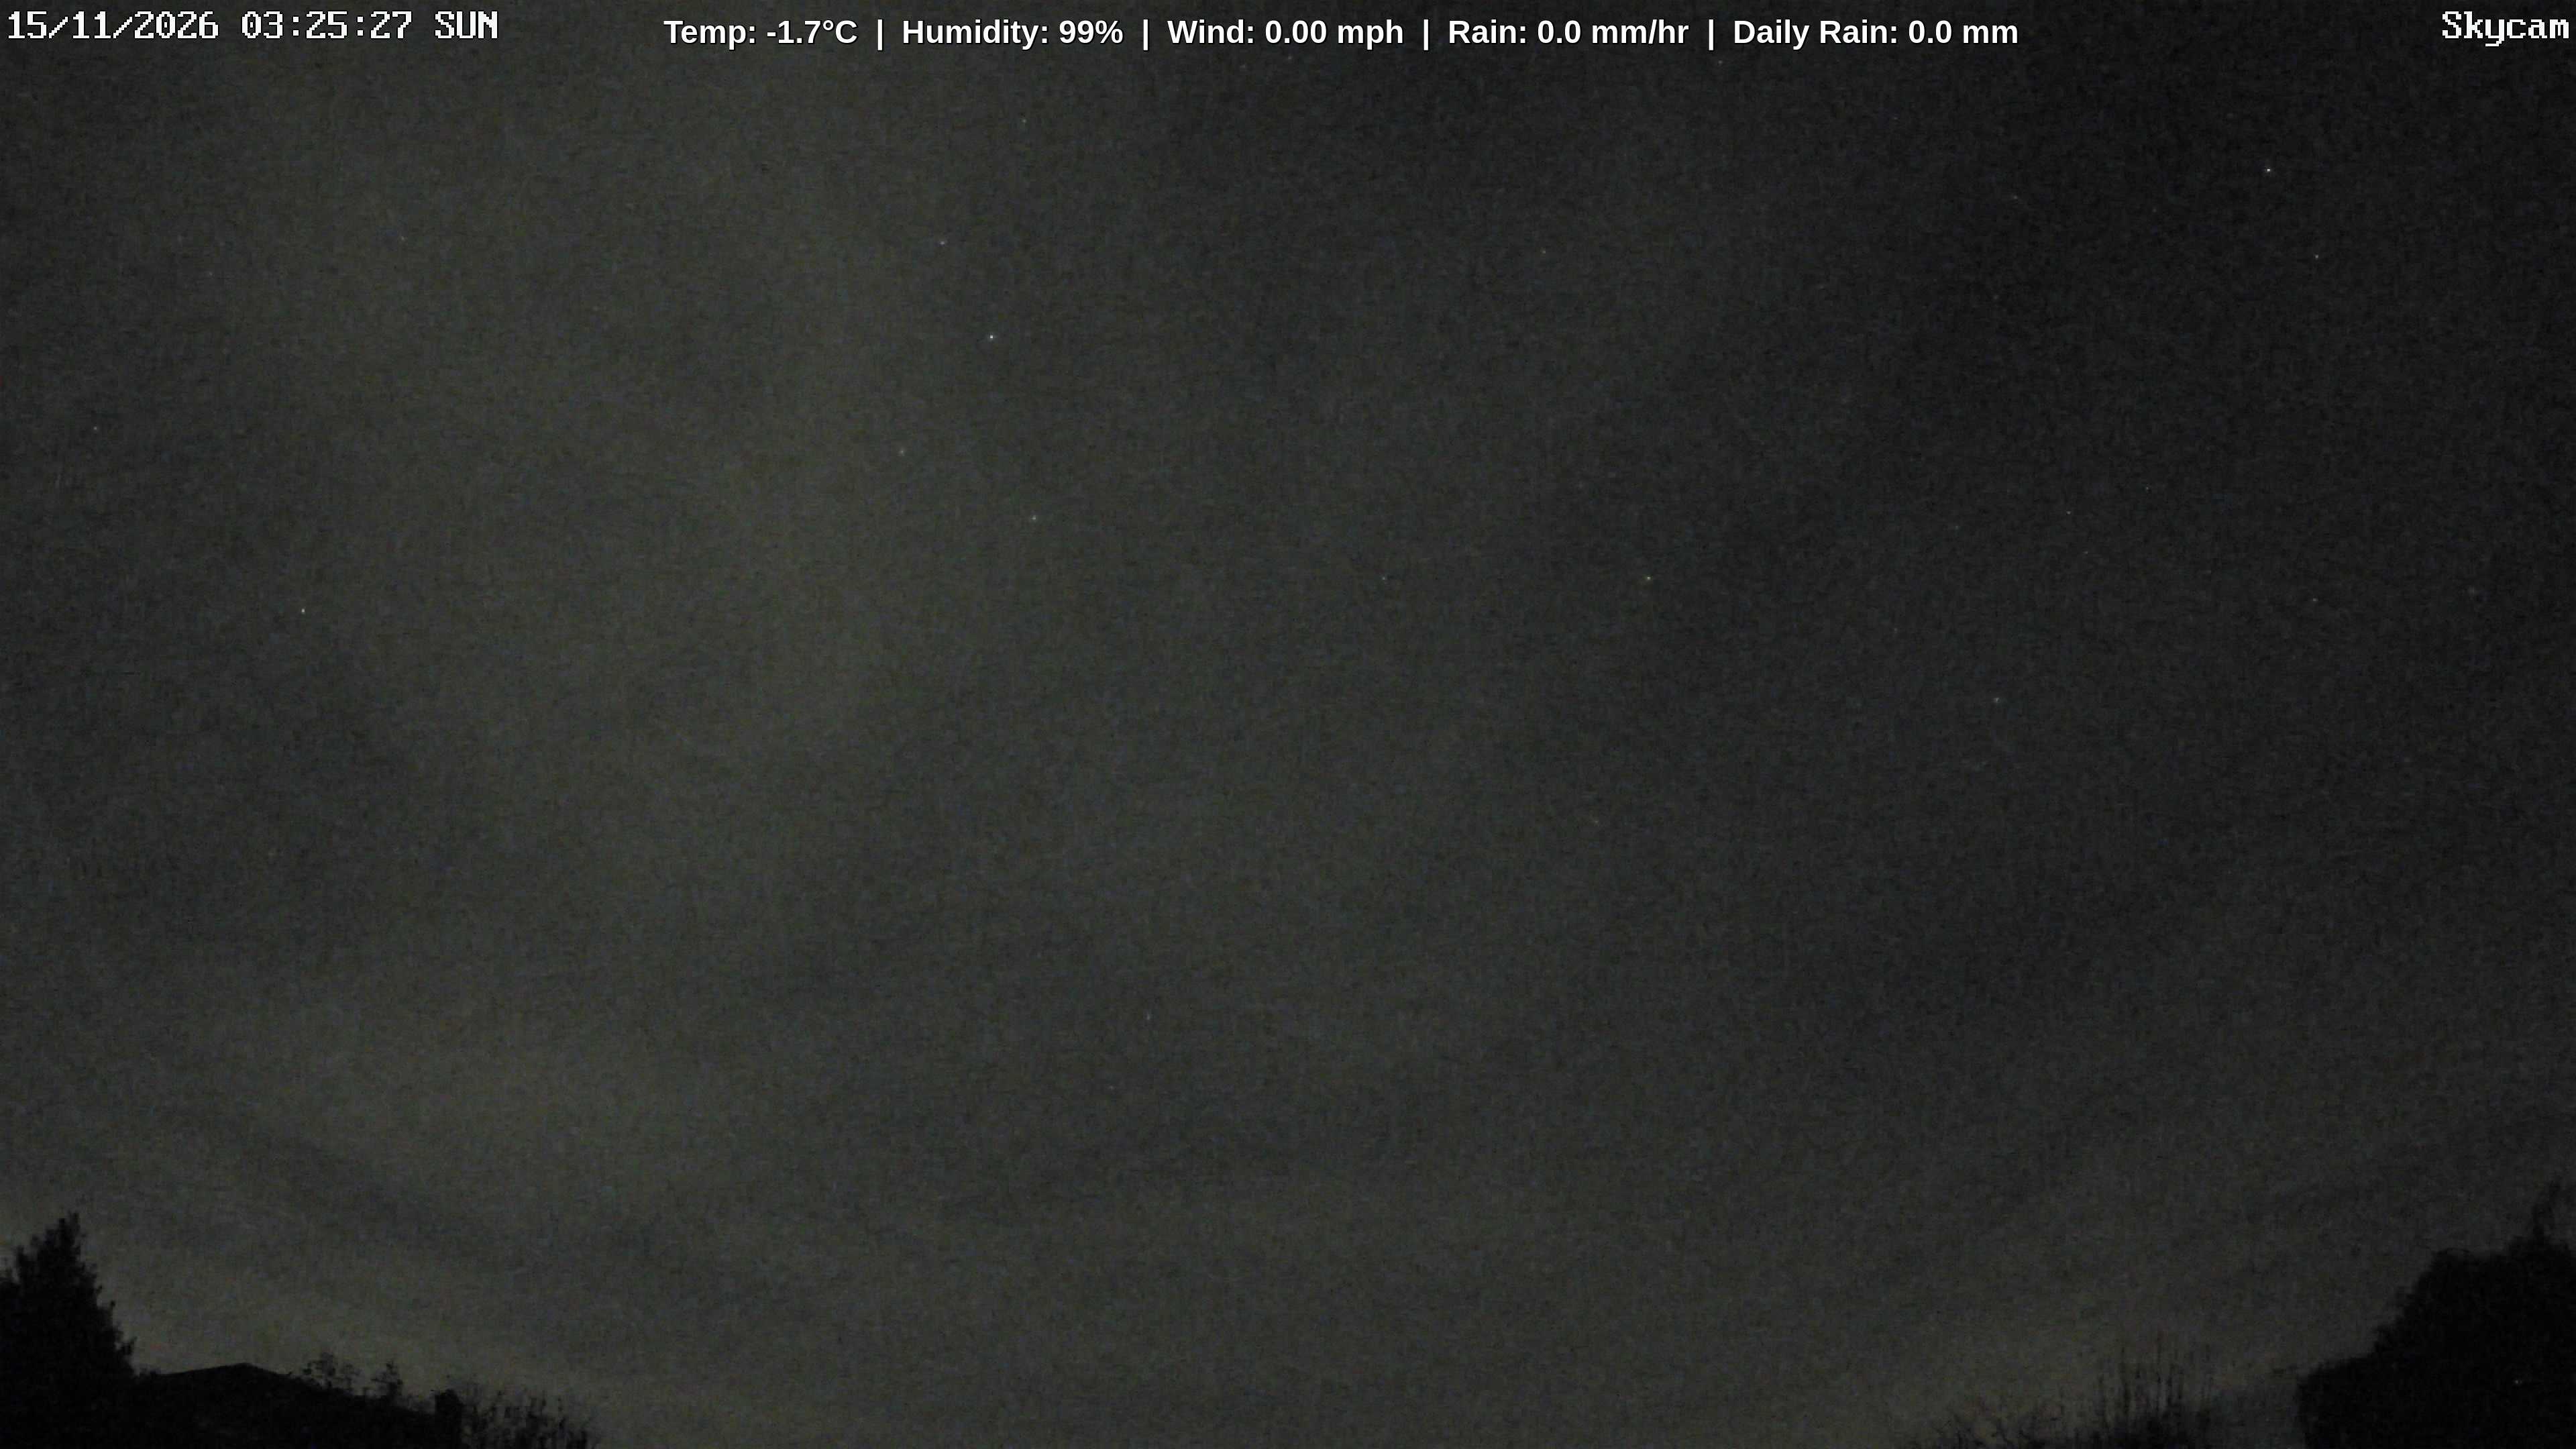 15/11/2026 03:25:27 SUN
Temp: -1.7°C | Humidity: 99% | Wind: 0.00 mph | Rain: 0.0 mm/hr | Daily Rain: 0.0 mm
Skycam